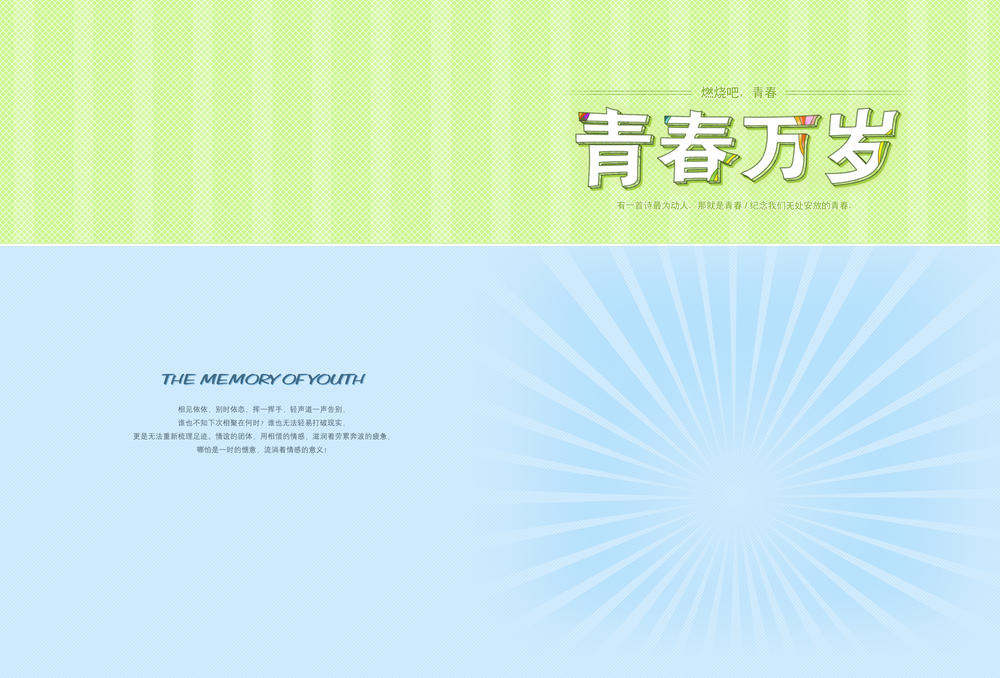 燃烧吧，青春
青春万岁
有一首诗最为动人，那就是青春 / 纪念我们无处安放的青春.
THE MEMORY OF YOUTH
相见依依，别时依恋，挥一挥手，轻声道一声告别，
谁也不知下次相聚在何时？谁也无法轻易打破现实，
更是无法重新梳理足迹。情谊的团体，用相惜的情感，滋润着劳累奔波的疲惫，
哪怕是一时的惬意，流淌着情感的意义！